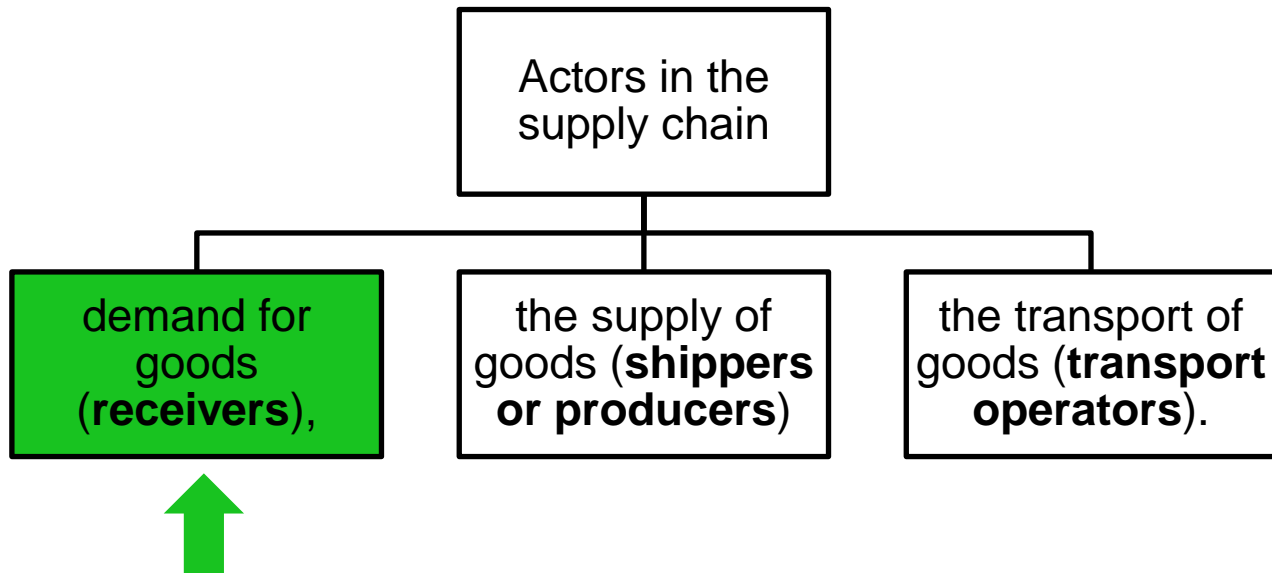 Actors in the
supply chain
demand for
goods
(receivers),
the supply of
goods (shippers
or producers)
the transport of
goods (transport
operators).